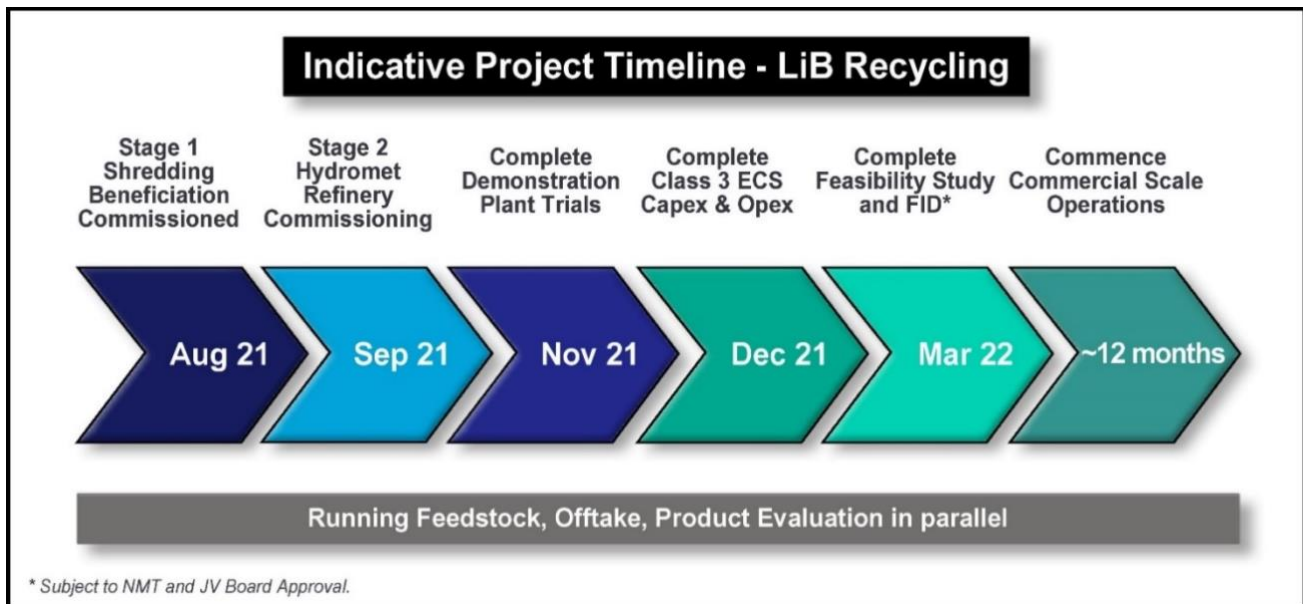 Indicative Project Timeline - LiB Recycling
Stage 1
Shredding
Beneficiation
Commissioned
Stage 2
Hydromet
Refinery
Commissioning
Complete
Demonstration
Plant Trials
Complete
Class 3 ECS
Capex & Opex
Complete
Feasibility Study
and FID*
Commence
Commercial Scale
Operations
Aug 21
Sep 21
Nov 21
Dec 21
Mar 22
~12 months
Running Feedstock, Offtake, Product Evaluation in parallel
* Subject to NMT and JV Board Approval.